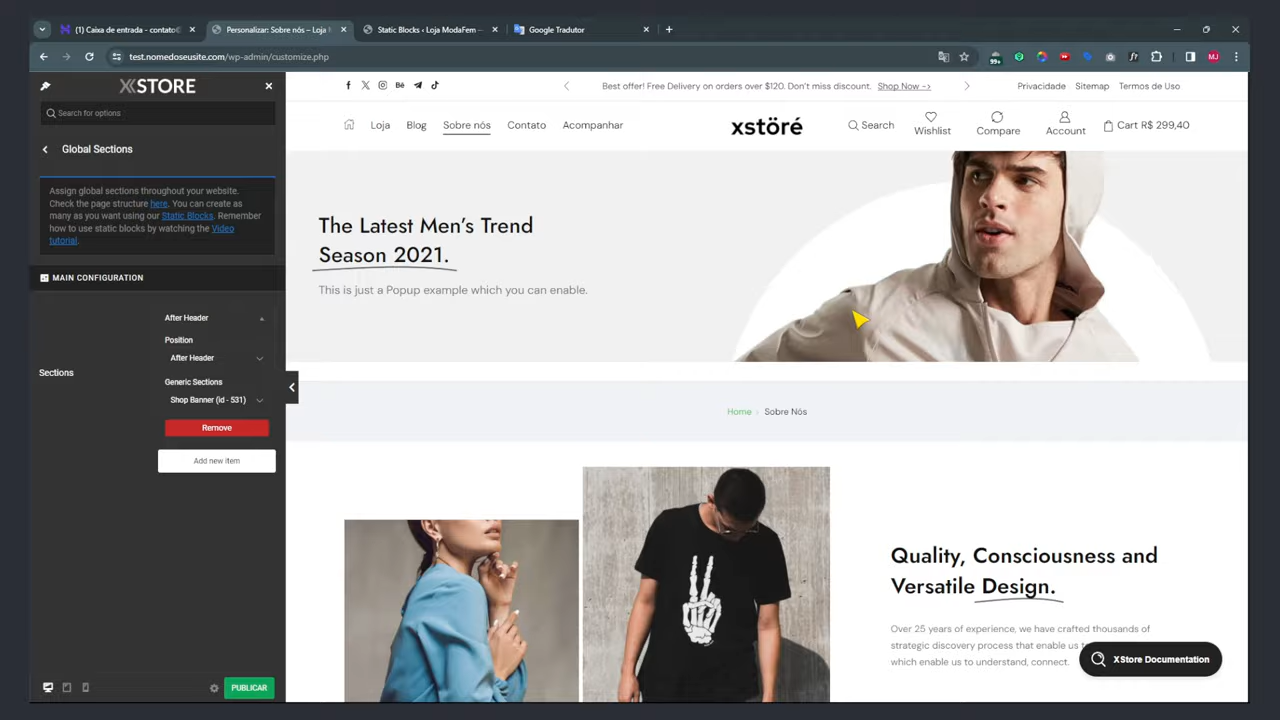 (1) Caixa de entrada - contato©
Personalizar: Sobre nós – Loja
Static Blocks ‹ Loja ModaFem —
Google Tradutor
test.nomedoseusite.com/wp-admin/customize.php
99+
f?
MJ
XSTORE
Search for options
Global Sections
Assign global sections throughout your website.
Check the page structure here. You can create as
many as you want using our Static Blocks. Remember
how to use static blocks by watching the Video
tutorial.
MAIN CONFIGURATION
After Header
Position
After Header
Sections
Generic Sections
Shop Banner (id - 531)
Remove
Add new item
PUBLICAR
Bē
Best offer! Free Delivery on orders over $120. Don't miss discount. Shop Now ->
Privacidade Sitemap Termos de Uso
Loja Blog Sobre nós Contato Acompanhar
xstöré
Search
Wishlist
Compare
Account
Cart R$ 299,40
The Latest Men's Trend
Season 2021.
This is just a Popup example which you can enable.
Home Sobre Nós
Quality, Consciousness and
Versatile Design.
Over 25 years of experience, we have crafted thousands of
strategic discovery process that enable us
which enable us to understand, connect.
XStore Documentation